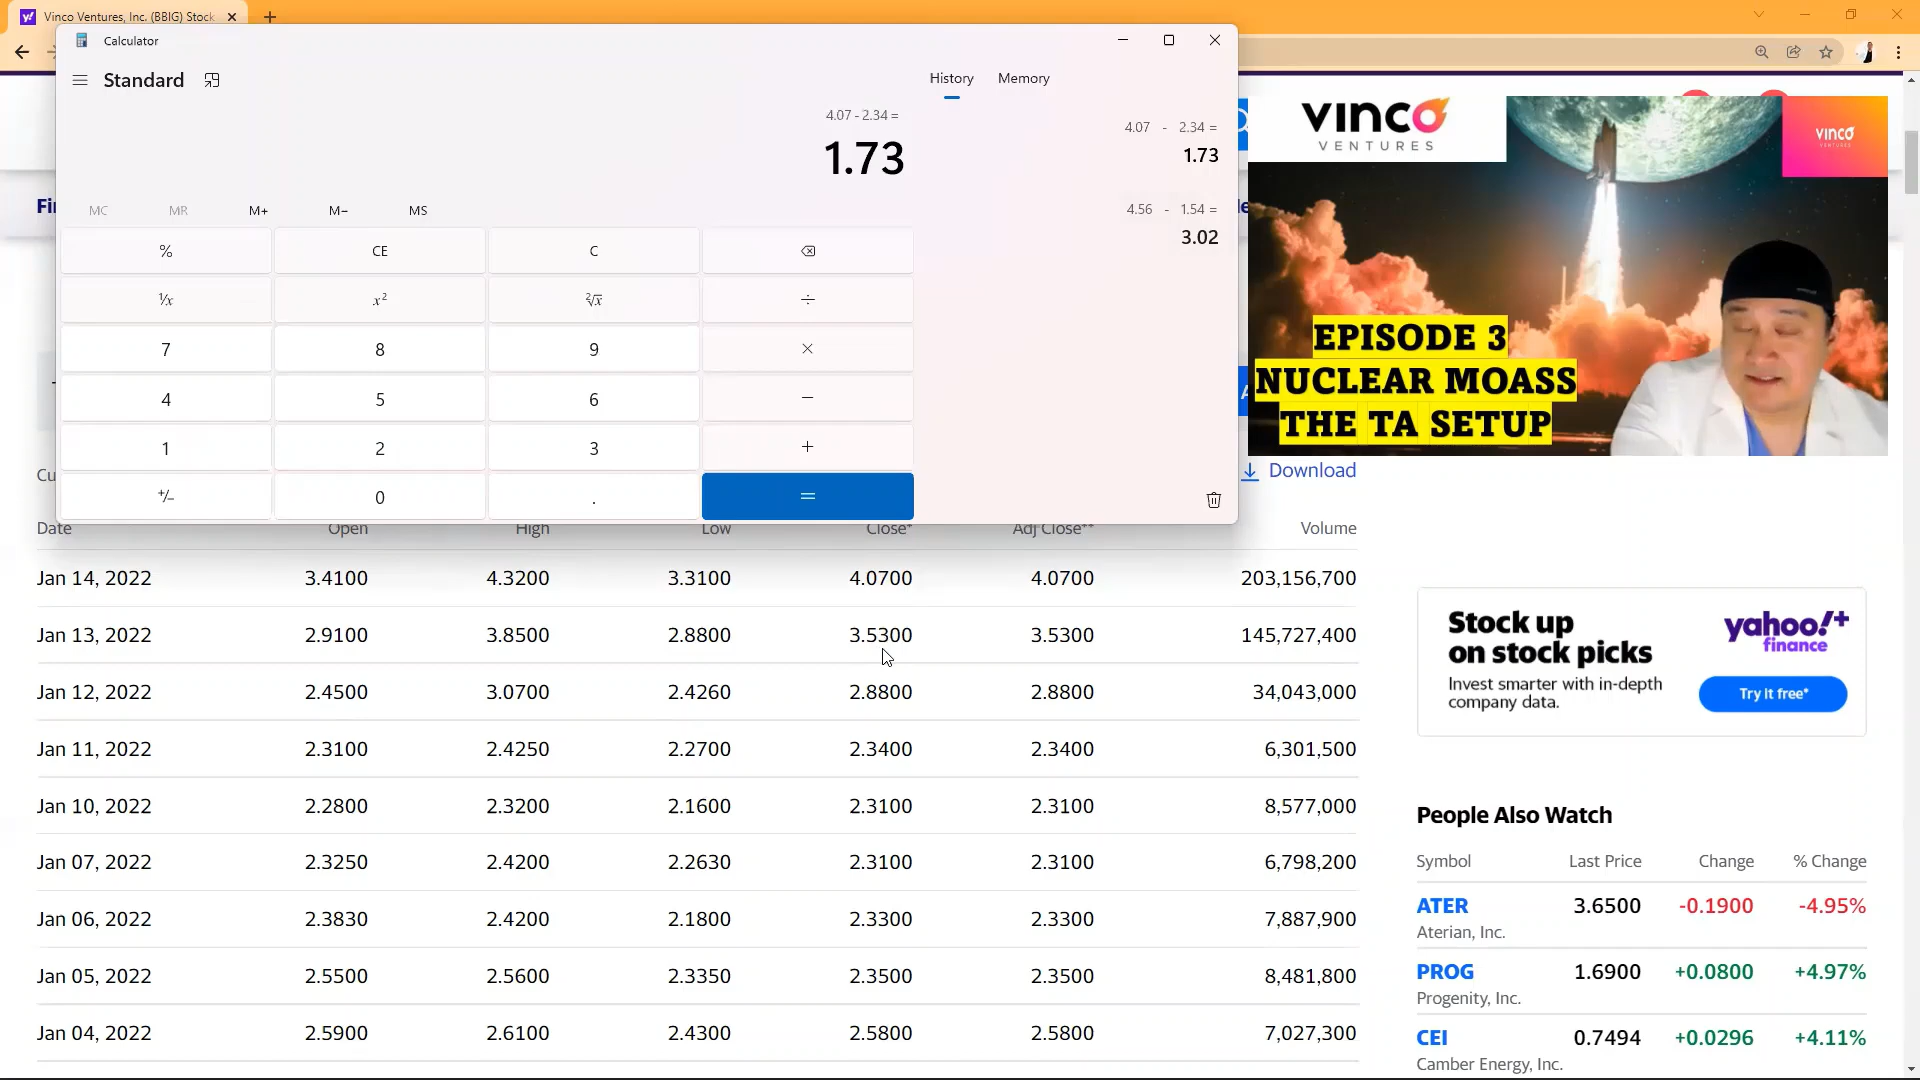 Vinco Ventures, Inc. (BBIG) Stock
Calculator
Standard
History
Memory
4.07 - 2.34 =
1.73
4.07 - 2.34 =
1.73
4.56 - 1.54 =
3.02
MC MR M+ M− MS
% CE C
¹/x x² ²√x ÷
7 8 9 ×
4 5 6 −
1 2 3 +
+/− 0 . =
VINCO
VENTURES
VINCO
VENTURES
EPISODE 3
NUCLEAR MOASS
THE TA SETUP
Download
Date Open High Low Close* Adj Close** Volume
Jan 14, 2022 3.4100 4.3200 3.3100 4.0700 4.0700 203,156,700
Jan 13, 2022 2.9100 3.8500 2.8800 3.5300 3.5300 145,727,400
Jan 12, 2022 2.4500 3.0700 2.4260 2.8800 2.8800 34,043,000
Jan 11, 2022 2.3100 2.4250 2.2700 2.3400 2.3400 6,301,500
Jan 10, 2022 2.2800 2.3200 2.1600 2.3100 2.3100 8,577,000
Jan 07, 2022 2.3250 2.4200 2.2630 2.3100 2.3100 6,798,200
Jan 06, 2022 2.3830 2.4200 2.1800 2.3300 2.3300 7,887,900
Jan 05, 2022 2.5500 2.5600 2.3350 2.3500 2.3500 8,481,800
Jan 04, 2022 2.5900 2.6100 2.4300 2.5800 2.5800 7,027,300
Stock up
on stock picks
Invest smarter with in-depth
company data.
yahoo!+
finance
Try it free*
People Also Watch
Symbol Last Price Change % Change
ATER 3.6500 -0.1900 -4.95%
Aterian, Inc.
PROG 1.6900 +0.0800 +4.97%
Progenity, Inc.
CEI 0.7494 +0.0296 +4.11%
Camber Energy, Inc.